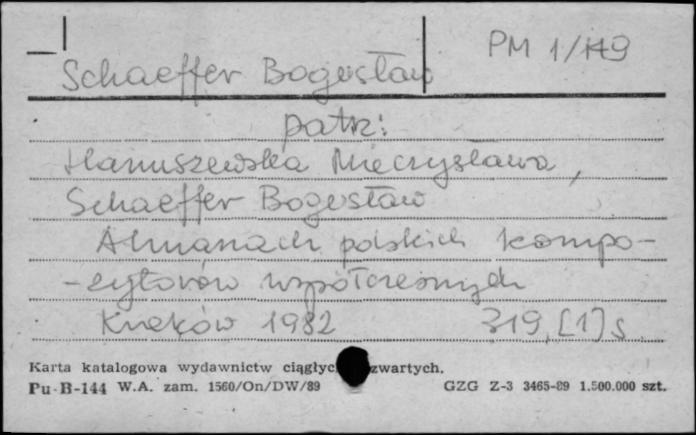 PM 1/149
Schaeffer Bogusław
patrz:
Hanuszewska Mieczysława,
Schaeffer Bogusław
Almanach polskich kompo-
-zytorów współczesnych
Kraków 1982 319,[1]s
Karta katalogowa wydawnictw ciągłyc zwartych.
Pu-B-144 W.A. zam. 1560/On/DW/89 GZG Z-3 3465-89 1.500.000 szt.